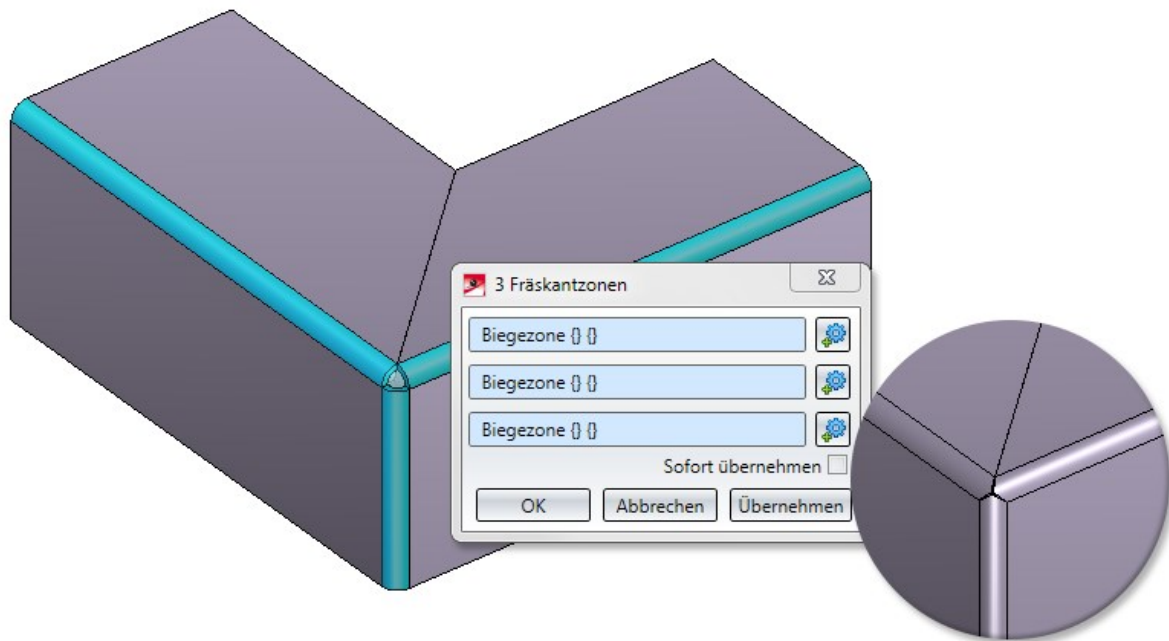 3 Fräskantzonen
Biegezone {} {}
Biegezone {} {}
Biegezone {} {}
Sofort übernehmen
OK Abbrechen Übernehmen